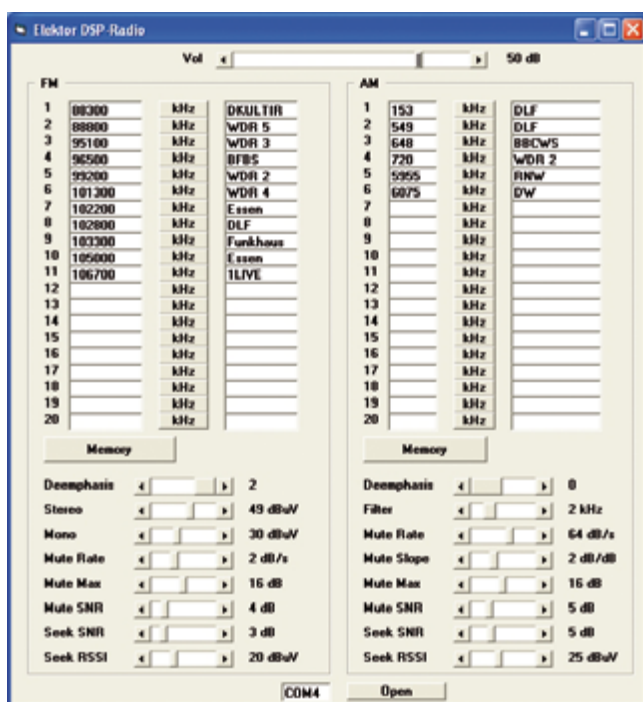 Elektor DSP-Radio
Vol 50 dB
FM
1 88300 kHz DKULTIR
2 88800 kHz WDR 5
3 95100 kHz WDR 3
4 96500 kHz BFBS
5 99200 kHz WDR 2
6 101300 kHz WDR 4
7 102200 kHz Essen
8 102800 kHz DLF
9 103300 kHz Funkhaus
10 105000 kHz Essen
11 106700 kHz 1LIVE
12 kHz
13 kHz
14 kHz
15 kHz
16 kHz
17 kHz
18 kHz
19 kHz
20 kHz
Memory
Deemphasis 2
Stereo 49 dBuV
Mono 30 dBuV
Mute Rate 2 dB/s
Mute Max 16 dB
Mute SNR 4 dB
Seek SNR 3 dB
Seek RSSI 20 dBuV
AM
1 153 kHz DLF
2 549 kHz DLF
3 648 kHz BBCWS
4 720 kHz WDR 2
5 5955 kHz RNW
6 6075 kHz DW
7 kHz
8 kHz
9 kHz
10 kHz
11 kHz
12 kHz
13 kHz
14 kHz
15 kHz
16 kHz
17 kHz
18 kHz
19 kHz
20 kHz
Memory
Deemphasis 0
Filter 2 kHz
Mute Rate 64 dB/s
Mute Slope 2 dB/dB
Mute Max 16 dB
Mute SNR 5 dB
Seek SNR 5 dB
Seek RSSI 25 dBuV
COM4 Open